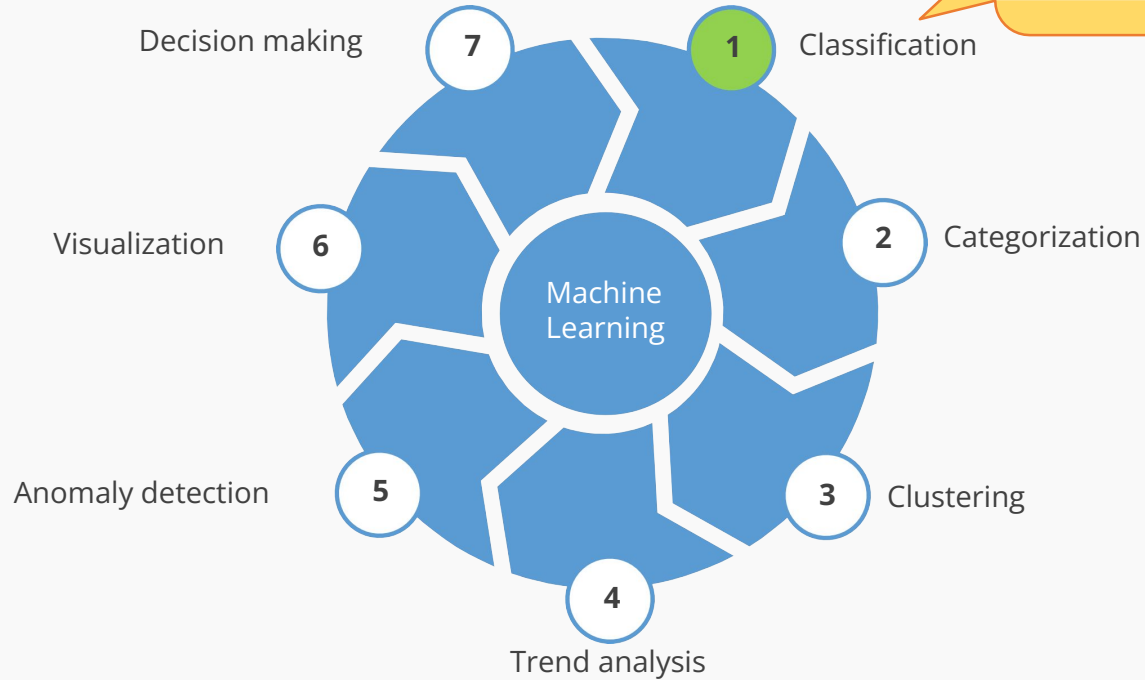 Machine
Learning
1
Classification
2
Categorization
3
Clustering
4
Trend analysis
5
Anomaly detection
6
Visualization
7
Decision making